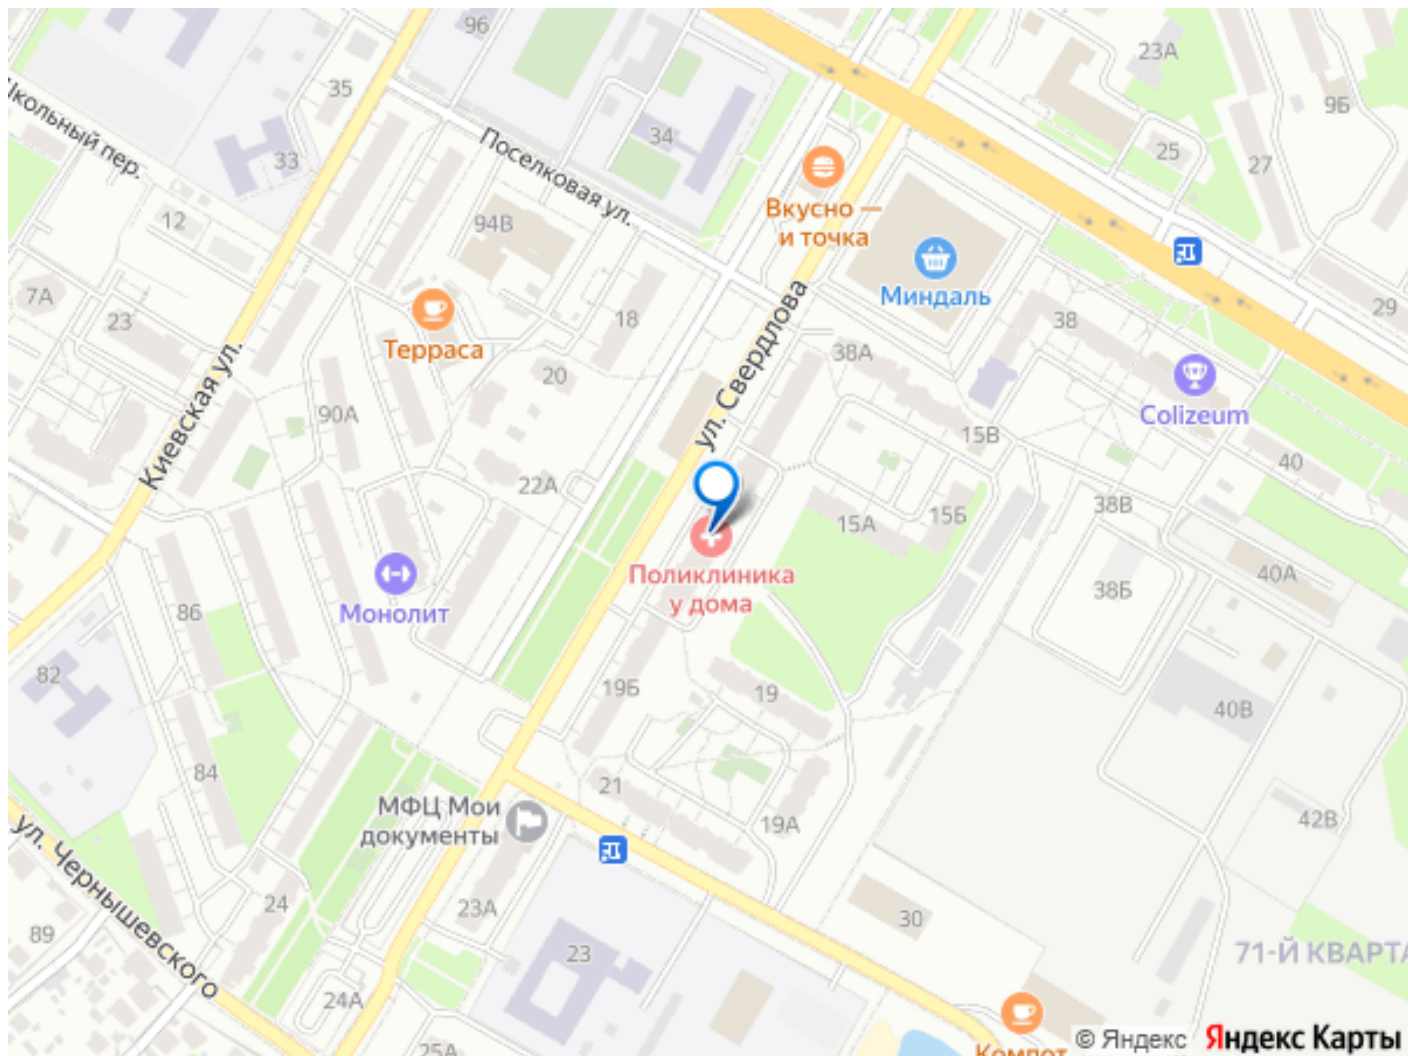 96
23А
35
9Б
Школьный пер.
Поселковая ул.
34
33
25
27
Вкусно —
и точка
12
94В
Миндаль
7А
23
18
38
29
Терраса
ул. Свердлова
38А
Киевская ул.
20
Colizeum
90А
15В
40
22А
38В
15А
15Б
Поликлиника
у дома
40А
Монолит
38Б
86
82
19Б
19
40В
84
21
МФЦ Мои
документы
19А
42В
ул. Чернышевского
24
23А
30
89
23
71-Й КВАРТА
24А
25А
Компот
© Яндекс
Яндекс Карты